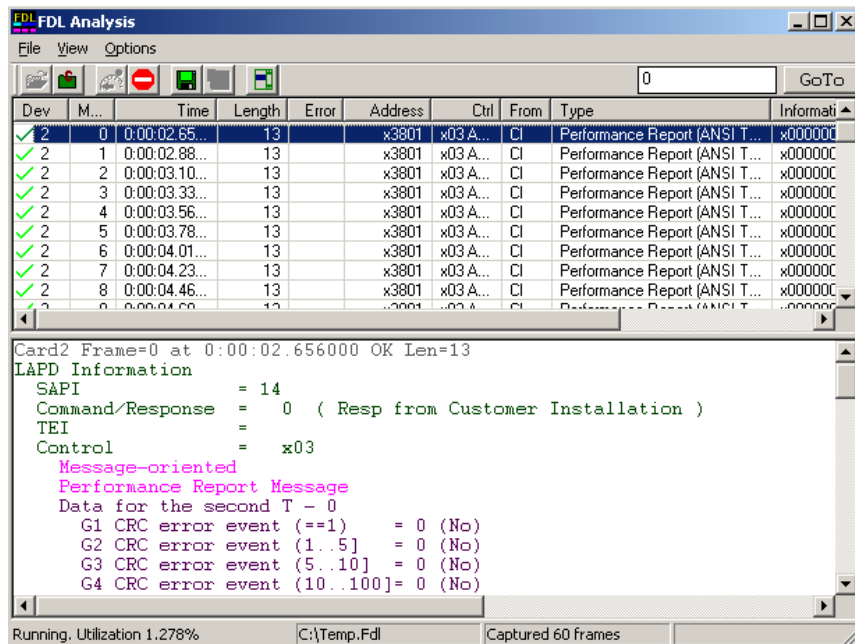 FDL FDL Analysis
File View Options
0 GoTo
Dev M... Time Length Error Address Ctrl From Type Informati
2 0 0:00:02.65... 13 x3801 x03 A... CI Performance Report (ANSI T... x000000
2 1 0:00:02.88... 13 x3801 x03 A... CI Performance Report (ANSI T... x000000
2 2 0:00:03.10... 13 x3801 x03 A... CI Performance Report (ANSI T... x000000
2 3 0:00:03.33... 13 x3801 x03 A... CI Performance Report (ANSI T... x000000
2 4 0:00:03.56... 13 x3801 x03 A... CI Performance Report (ANSI T... x000000
2 5 0:00:03.78... 13 x3801 x03 A... CI Performance Report (ANSI T... x000000
2 6 0:00:04.01... 13 x3801 x03 A... CI Performance Report (ANSI T... x000000
2 7 0:00:04.23... 13 x3801 x03 A... CI Performance Report (ANSI T... x000000
2 8 0:00:04.46... 13 x3801 x03 A... CI Performance Report (ANSI T... x000000
Card2 Frame=0 at 0:00:02.656000 OK Len=13
LAPD Information
SAPI = 14
Command/Response = 0 ( Resp from Customer Installation )
TEI =
Control = x03
Message-oriented
Performance Report Message
Data for the second T - 0
G1 CRC error event (==1) = 0 (No)
G2 CRC error event (1..5] = 0 (No)
G3 CRC error event (5..10] = 0 (No)
G4 CRC error event (10..100]= 0 (No)
Running. Utilization 1.278% C:\Temp.Fdl Captured 60 frames